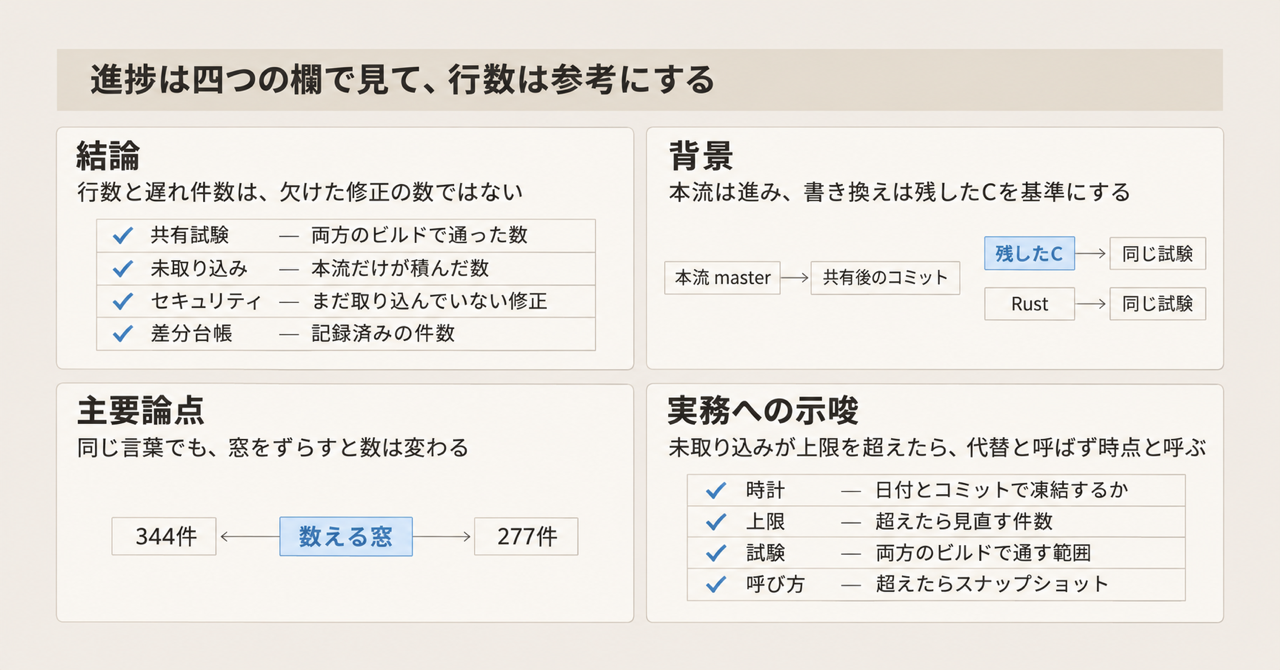 進捗は四つの欄で見て、行数は参考にする
結論
行数と遅れ件数は、欠けた修正の数ではない
共有試験 — 両方のビルドで通った数
未取り込み — 本流だけが積んだ数
セキュリティ — まだ取り込んでいない修正
差分台帳 — 記録済みの件数
背景
本流は進み、書き換えは残したCを基準にする
本流 master → 共有後のコミット
残したC → 同じ試験
Rust → 同じ試験
主要論点
同じ言葉でも、窓をずらすと数は変わる
344件 ← 数える窓 → 277件
実務への示唆
未取り込みが上限を超えたら、代替と呼ばず時点と呼ぶ
時計 — 日付とコミットで凍結するか
上限 — 超えたら見直す件数
試験 — 両方のビルドで通す範囲
呼び方 — 超えたらスナップショット